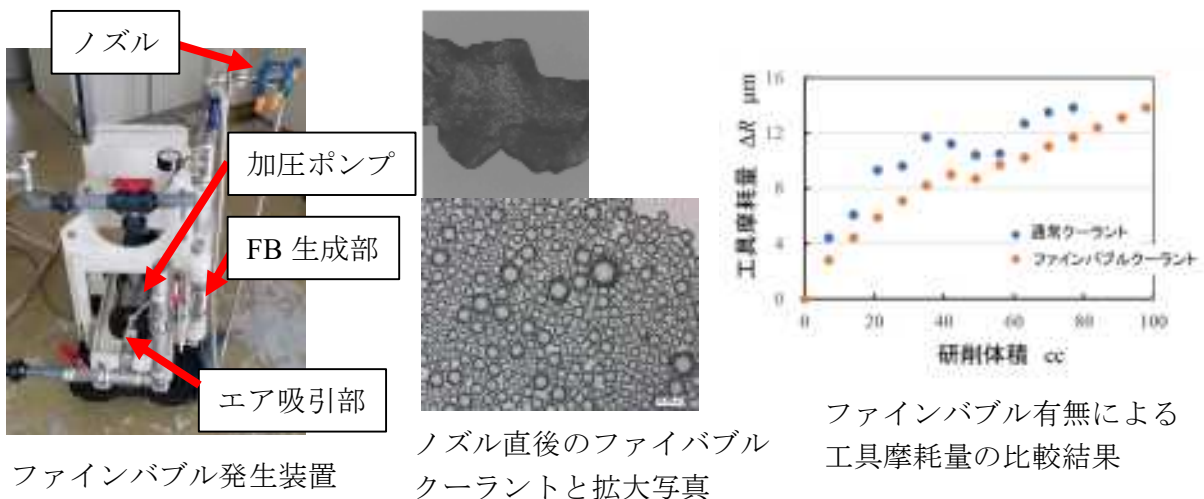 ノズル
加圧ポンプ
FB 生成部
エア吸引部
ファインバブル発生装置
ノズル直後のファイバブル
クーラントと拡大写真
工具摩耗量 ΔR μm
16
12
8
4
0
通常クーラント
ファインバブルクーラント
0 20 40 60 80 100
研削体積 cc
ファインバブル有無による
工具摩耗量の比較結果